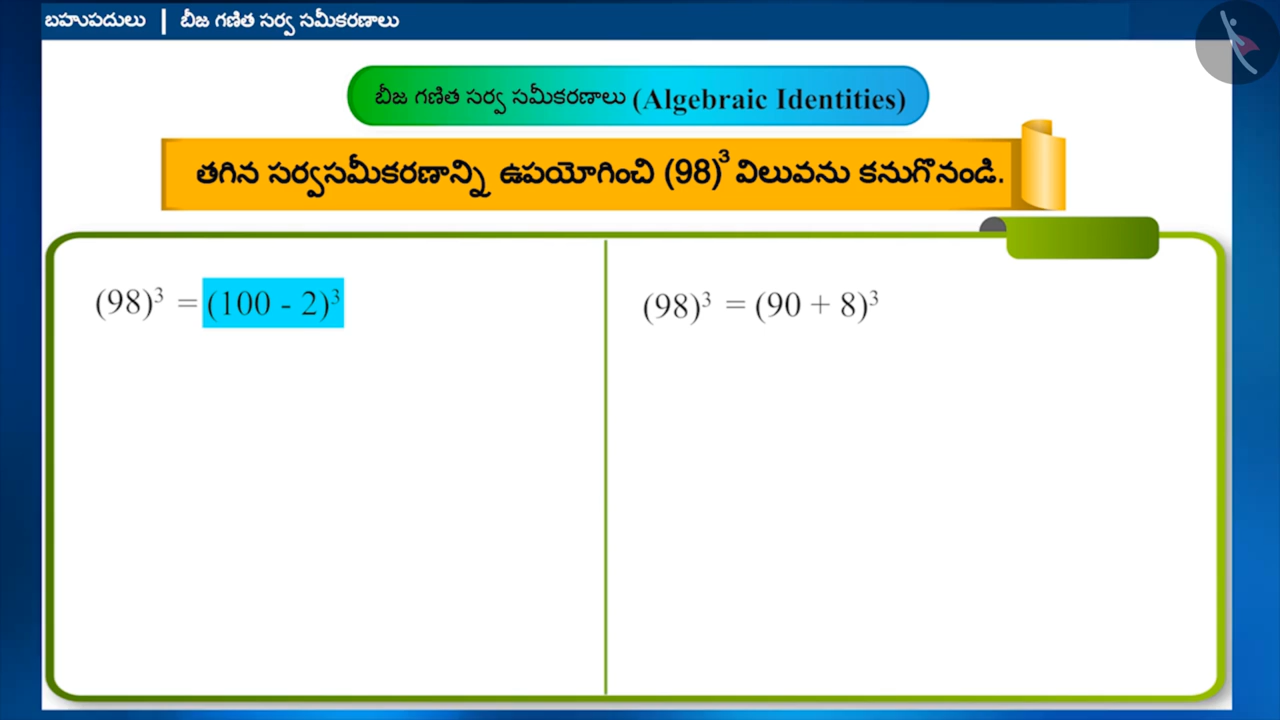 బహుపదులు | బీజ గణిత సర్వ సమీకరణాలు
బీజ గణిత సర్వ సమీకరణాలు (Algebraic Identities)
తగిన సర్వసమీకరణాన్ని ఉపయోగించి (98)³ విలువను కనుగొనండి.
(98)³ = (100 - 2)³
(98)³ = (90 + 8)³